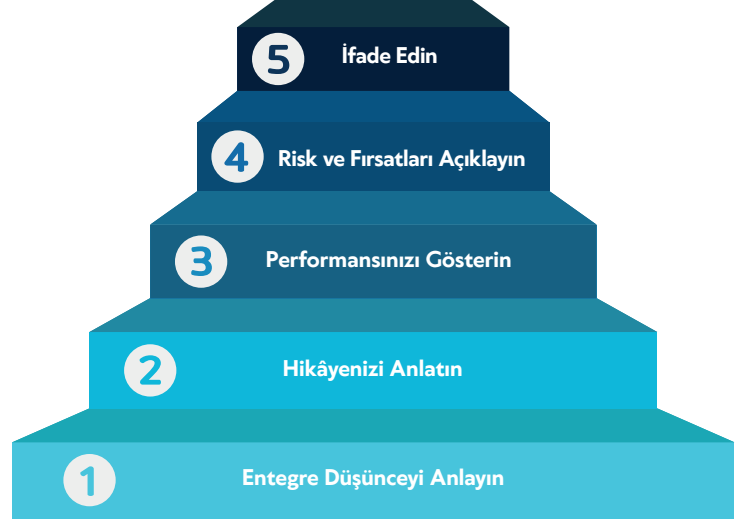 5 İfade Edin
4 Risk ve Fırsatları Açıklayın
3 Performansınızı Gösterin
2 Hikâyenizi Anlatın
1 Entegre Düşünceyi Anlayın